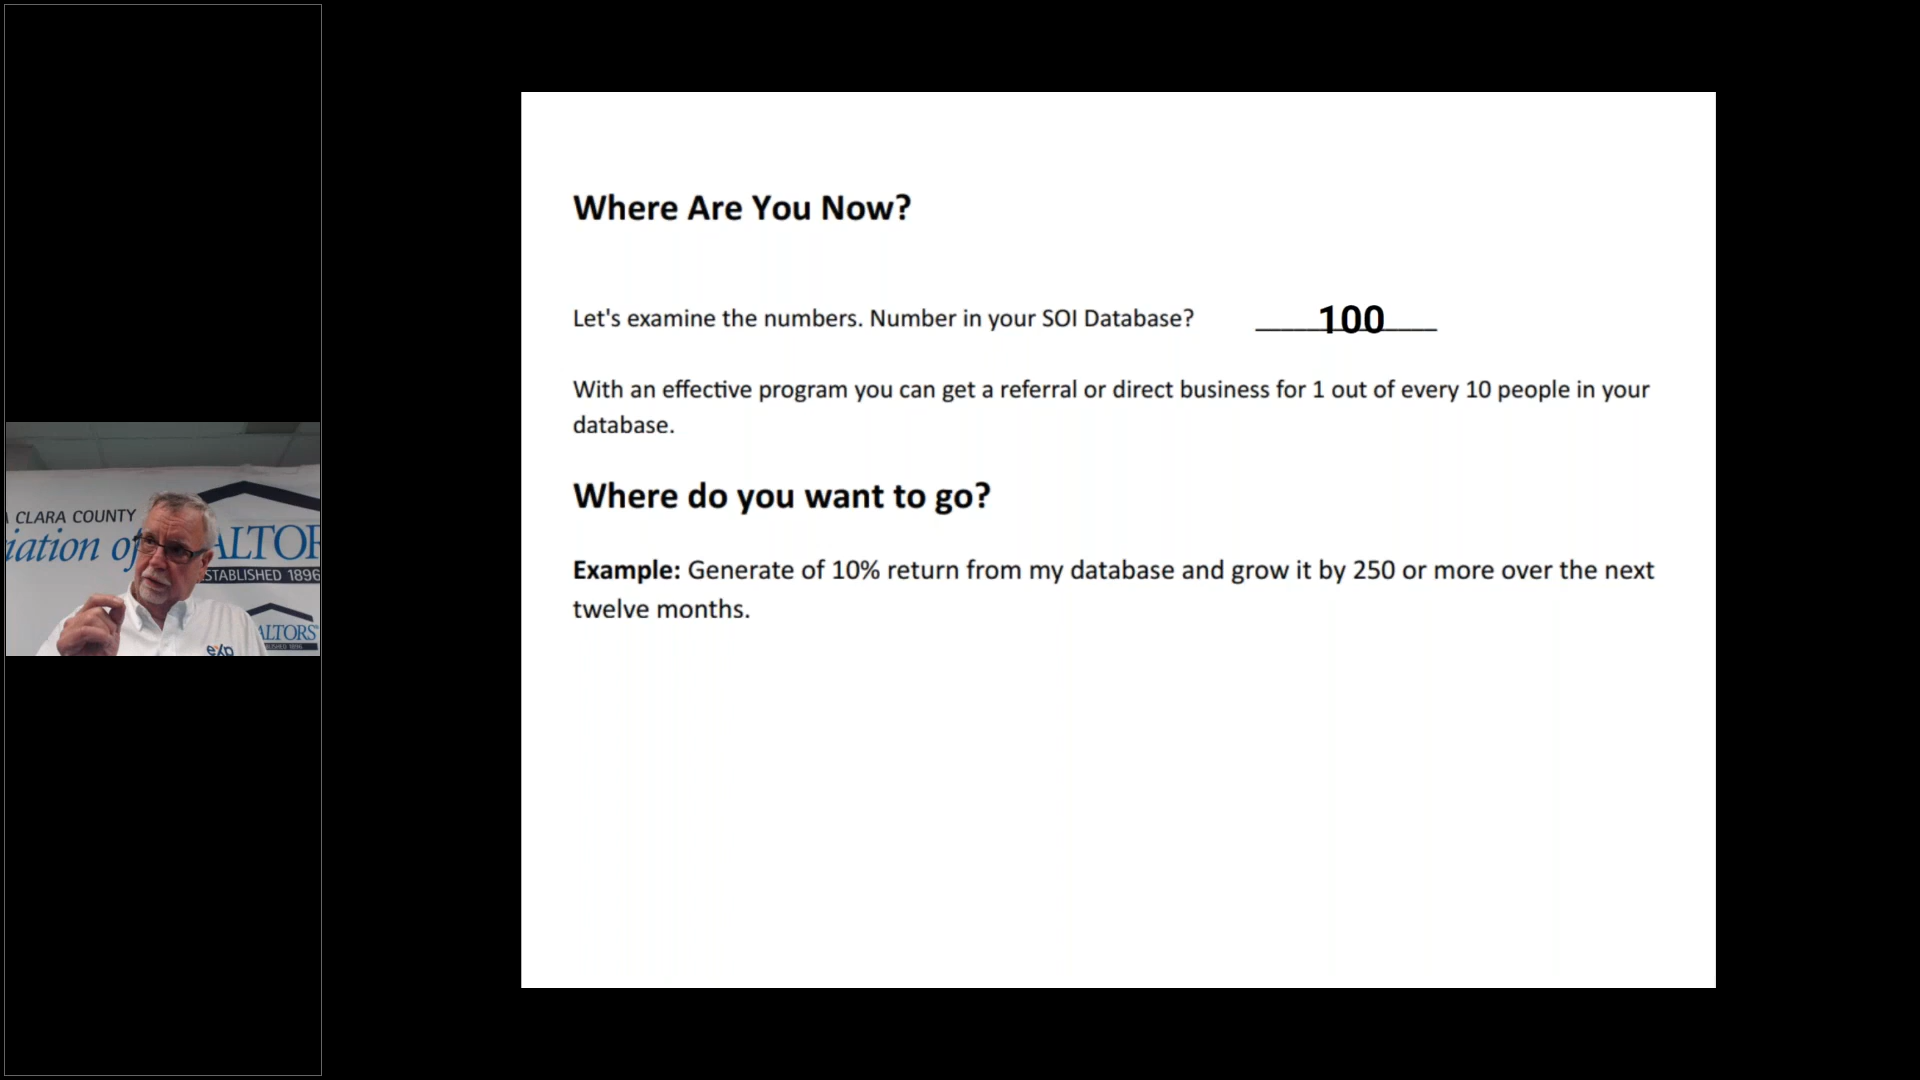 Where Are You Now?
Let's examine the numbers. Number in your SOI Database? 100
With an effective program you can get a referral or direct business for 1 out of every 10 people in your
database.
Where do you want to go?
Example: Generate of 10% return from my database and grow it by 250 or more over the next
twelve months.
CLARA COUNTY
iation of ALTOR
STABLISHED 1896
ALTORS
exp